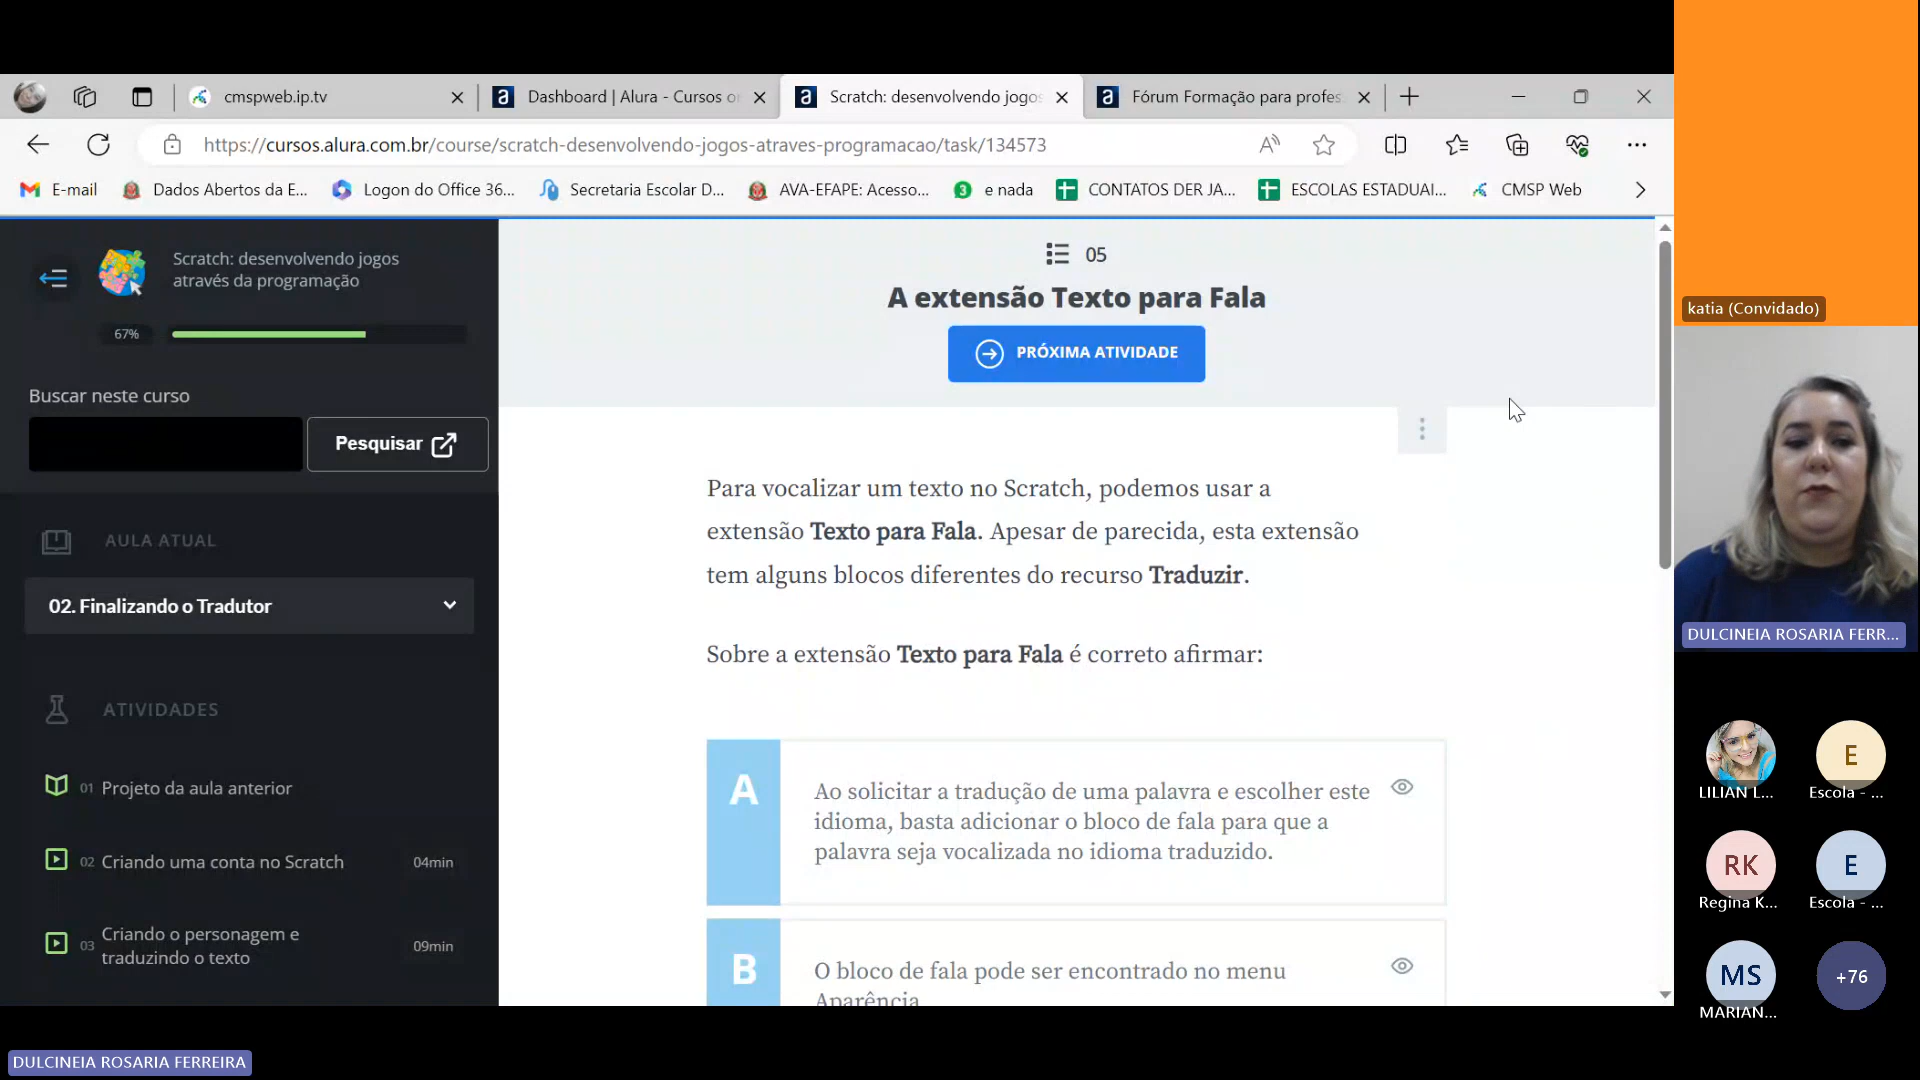 cmspweb.ip.tv
Dashboard | Alura - Cursos o
Scratch: desenvolvendo jogos
Fórum Formação para profes
https://cursos.alura.com.br/course/scratch-desenvolvendo-jogos-atraves-programacao/task/134573
E-mail
Dados Abertos da E...
Logon do Office 36...
Secretaria Escolar D...
AVA-EFAPE: Acesso...
3 e nada
CONTATOS DER JA...
ESCOLAS ESTADUAI...
CMSP Web
Scratch: desenvolvendo jogos
através da programação
67%
Buscar neste curso
Pesquisar
AULA ATUAL
02. Finalizando o Tradutor
ATIVIDADES
01 Projeto da aula anterior
02 Criando uma conta no Scratch 04min
03 Criando o personagem e
traduzindo o texto 09min
05
A extensão Texto para Fala
PRÓXIMA ATIVIDADE
Para vocalizar um texto no Scratch, podemos usar a
extensão Texto para Fala. Apesar de parecida, esta extensão
tem alguns blocos diferentes do recurso Traduzir.
Sobre a extensão Texto para Fala é correto afirmar:
A
Ao solicitar a tradução de uma palavra e escolher este
idioma, basta adicionar o bloco de fala para que a
palavra seja vocalizada no idioma traduzido.
B
O bloco de fala pode ser encontrado no menu
Aparência
katia (Convidado)
DULCINEIA ROSARIA FERR...
LILIAN L...
E
Escola - ...
RK
Regina K...
E
Escola - ...
MS
MARIAN...
+76
DULCINEIA ROSARIA FERREIRA